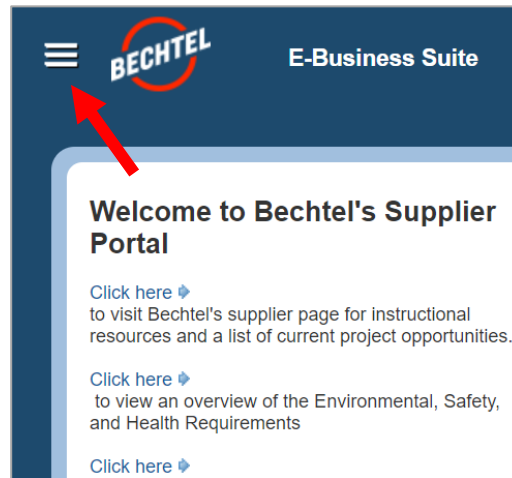 BECHTEL
E-Business Suite
Welcome to Bechtel's Supplier
Portal
Click here
to visit Bechtel's supplier page for instructional
resources and a list of current project opportunities.
Click here
to view an overview of the Environmental, Safety,
and Health Requirements
Click here